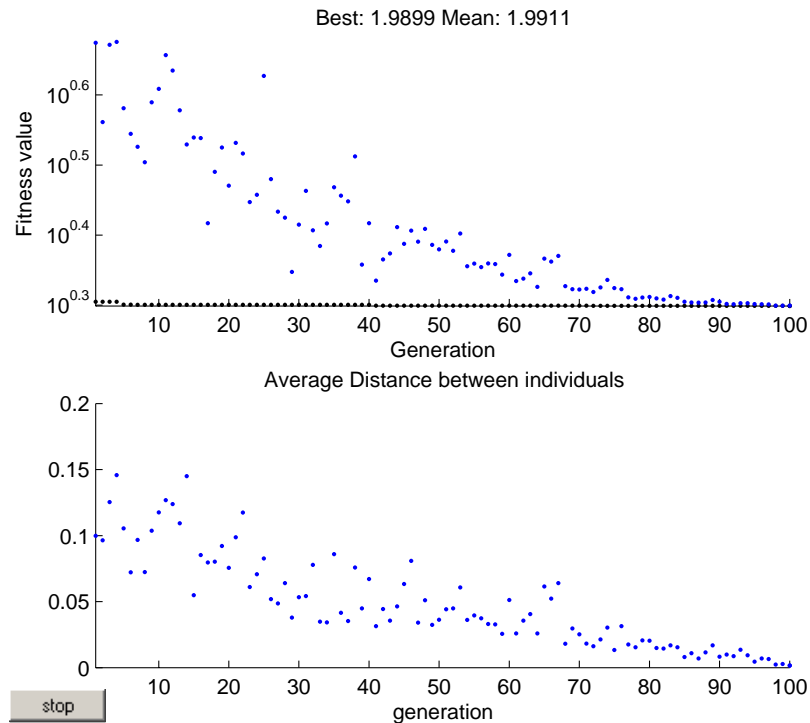 Best: 1.9899 Mean: 1.9911
Fitness value
10^0.6
10^0.5
10^0.4
10^0.3
10 20 30 40 50 60 70 80 90 100
Generation
Average Distance between individuals
0.2
0.15
0.1
0.05
0
10 20 30 40 50 60 70 80 90 100
generation
stop